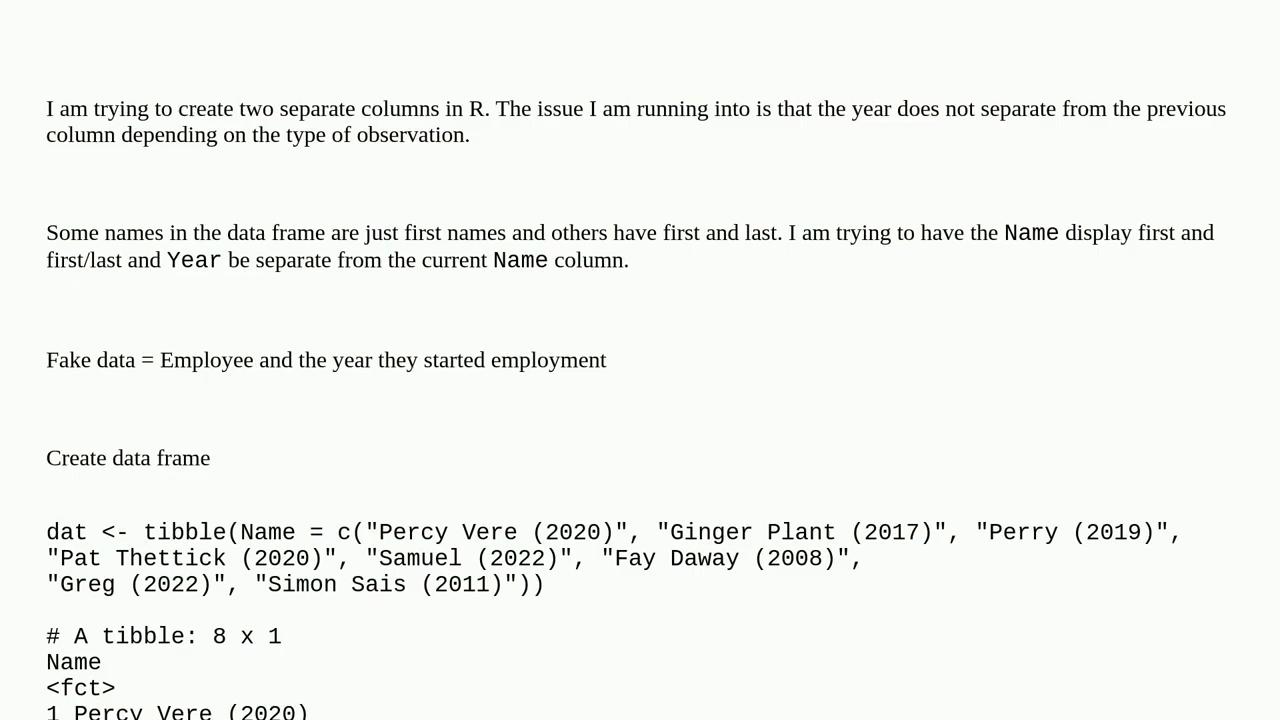 I am trying to create two separate columns in R. The issue I am running into is that the year does not separate from the previous
column depending on the type of observation.
Some names in the data frame are just first names and others have first and last. I am trying to have the Name display first and
first/last and Year be separate from the current Name column.
Fake data = Employee and the year they started employment
Create data frame
dat <- tibble(Name = c("Percy Vere (2020)", "Ginger Plant (2017)", "Perry (2019)",
"Pat Thettick (2020)", "Samuel (2022)", "Fay Daway (2008)",
"Greg (2022)", "Simon Sais (2011)"))
# A tibble: 8 x 1
Name
<fct>
1 Percy Vere (2020)